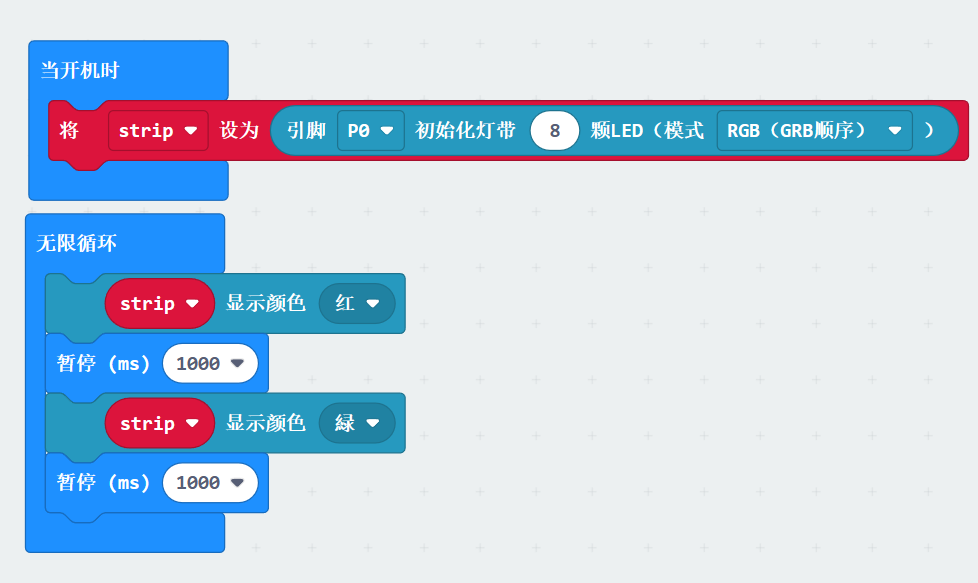 当开机时
将 strip 设为 引脚 P0 初始化灯带 8 颗LED（模式 RGB（GRB顺序） ）
无限循环
strip 显示颜色 红
暂停 (ms) 1000
strip 显示颜色 緑
暂停 (ms) 1000